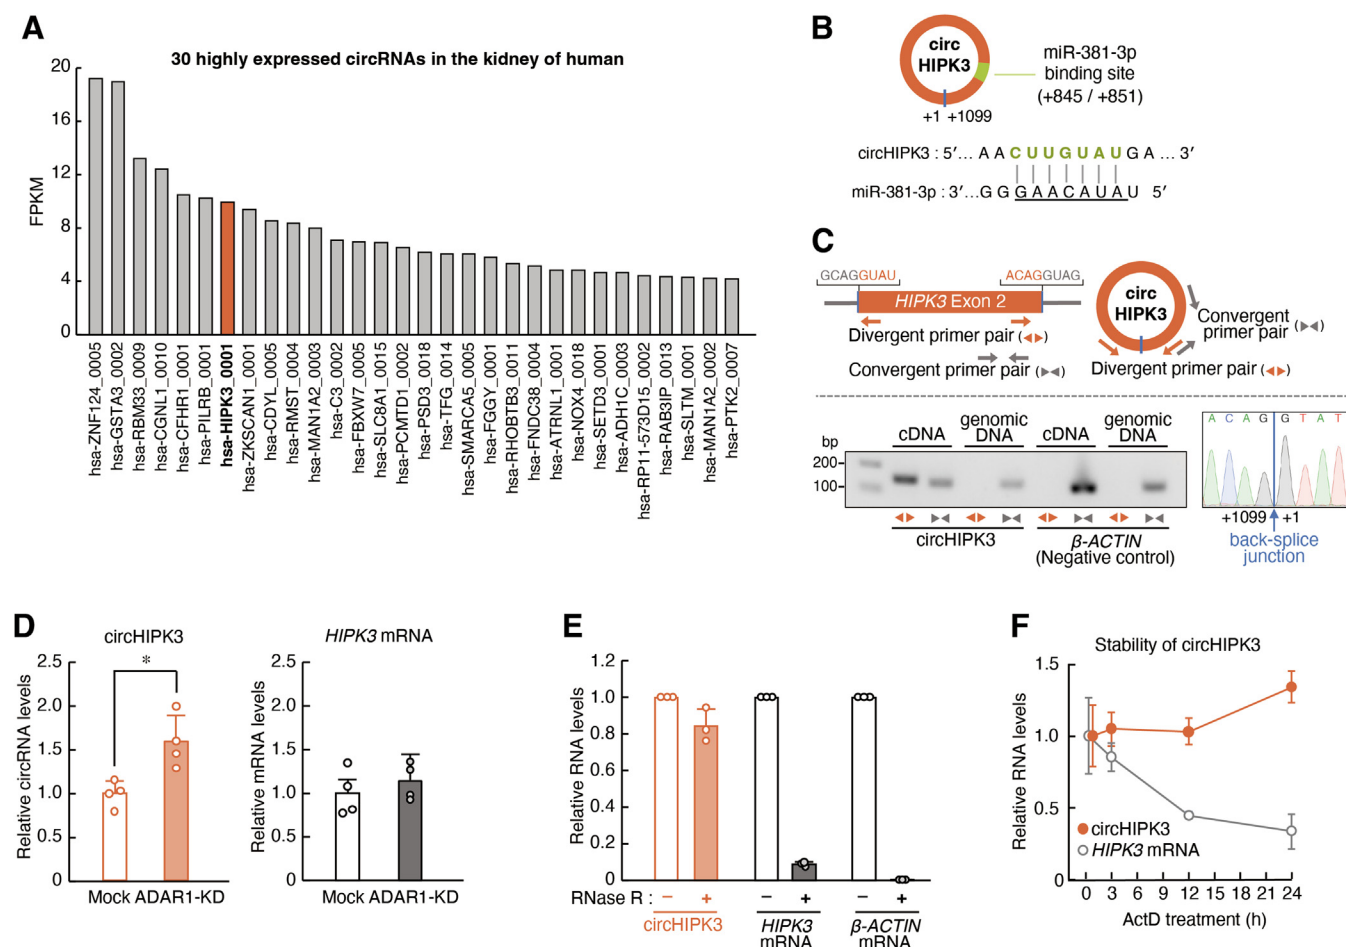 A
30 highly expressed circRNAs in the kidney of human
FPKM
20
16
12
8
4
0
hsa-ZNF124_0005
hsa-GSTA3_0002
hsa-RBM33_0009
hsa-CGNL1_0010
hsa-CFHR1_0001
hsa-PILRB_0001
hsa-HIPK3_0001
hsa-ZKSCAN1_0001
hsa-CDYL_0005
hsa-RMST_0004
hsa-MAN1A2_0003
hsa-C3_0002
hsa-FBXW7_0005
hsa-SLC8A1_0015
hsa-PCMTD1_0002
hsa-PSD3_0018
hsa-TFG_0014
hsa-SMARCA5_0005
hsa-FGGY_0001
hsa-RHOBTB3_0011
hsa-FNDC38_0004
hsa-ATRNL1_0001
hsa-NOX4_0018
hsa-SETD3_0001
hsa-ADH1C_0003
hsa-RP11-573D15_0002
hsa-RAB3IP_0013
hsa-SLTM_0001
hsa-MAN1A2_0002
hsa-PTK2_0007
B
circ
HIPK3
+1 +1099
miR-381-3p
binding site
(+845 / +851)
circHIPK3 : 5′... A A C U U G U A U G A ... 3′
miR-381-3p : 3′...G G G A A C A U A U 5′
C
GCAGGUAU
ACAGGUAG
HIPK3 Exon 2
Divergent primer pair (◀▶)
Convergent primer pair (▶◀)
circ
HIPK3
Convergent
primer pair (▶◀)
Divergent primer pair (◀▶)
bp
200
100
cDNA
genomic
DNA
cDNA
genomic
DNA
circHIPK3
β-ACTIN
(Negative control)
A C A G G T A T
+1099 +1
back-splice
junction
D
circHIPK3
Relative circRNA levels
2.5
2.0
1.5
1.0
0.5
0
*
Mock ADAR1-KD
HIPK3 mRNA
Relative mRNA levels
2.5
2.0
1.5
1.0
0.5
0
Mock ADAR1-KD
E
Relative RNA levels
1.2
1.0
0.8
0.6
0.4
0.2
0
RNase R : − + − + − +
circHIPK3
HIPK3
mRNA
β-ACTIN
mRNA
F
Stability of circHIPK3
Relative RNA levels
1.5
1.0
0.5
0
circHIPK3
HIPK3 mRNA
0 3 6 9 12 15 18 21 24
ActD treatment (h)